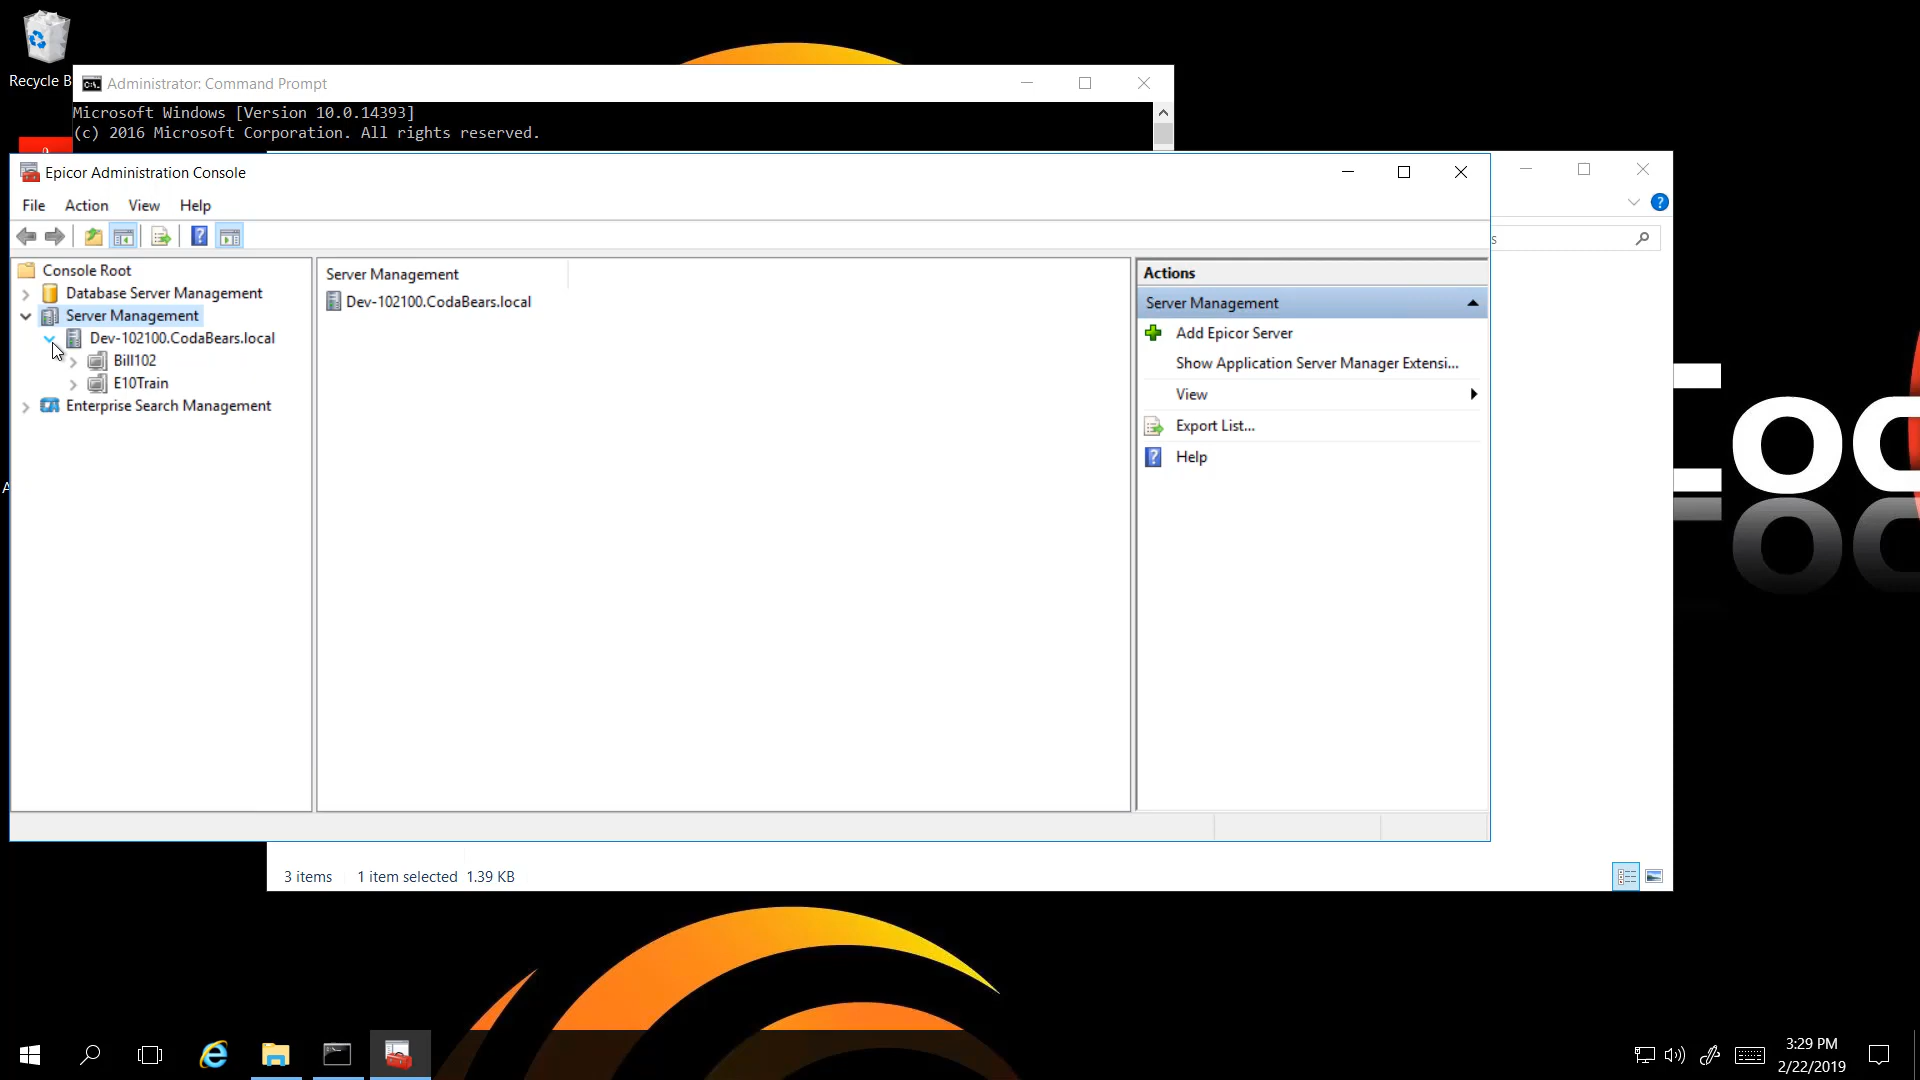 Recycle B
Administrator: Command Prompt
Microsoft Windows [Version 10.0.14393]
(c) 2016 Microsoft Corporation. All rights reserved.
Epicor Administration Console
File Action View Help
Console Root
Database Server Management
Server Management
Dev-102100.CodaBears.local
Bill102
E10Train
Enterprise Search Management
Server Management
Dev-102100.CodaBears.local
Actions
Server Management
Add Epicor Server
Show Application Server Manager Extensi...
View
Export List...
Help
s
3 items 1 item selected 1.39 KB
3:29 PM
2/22/2019